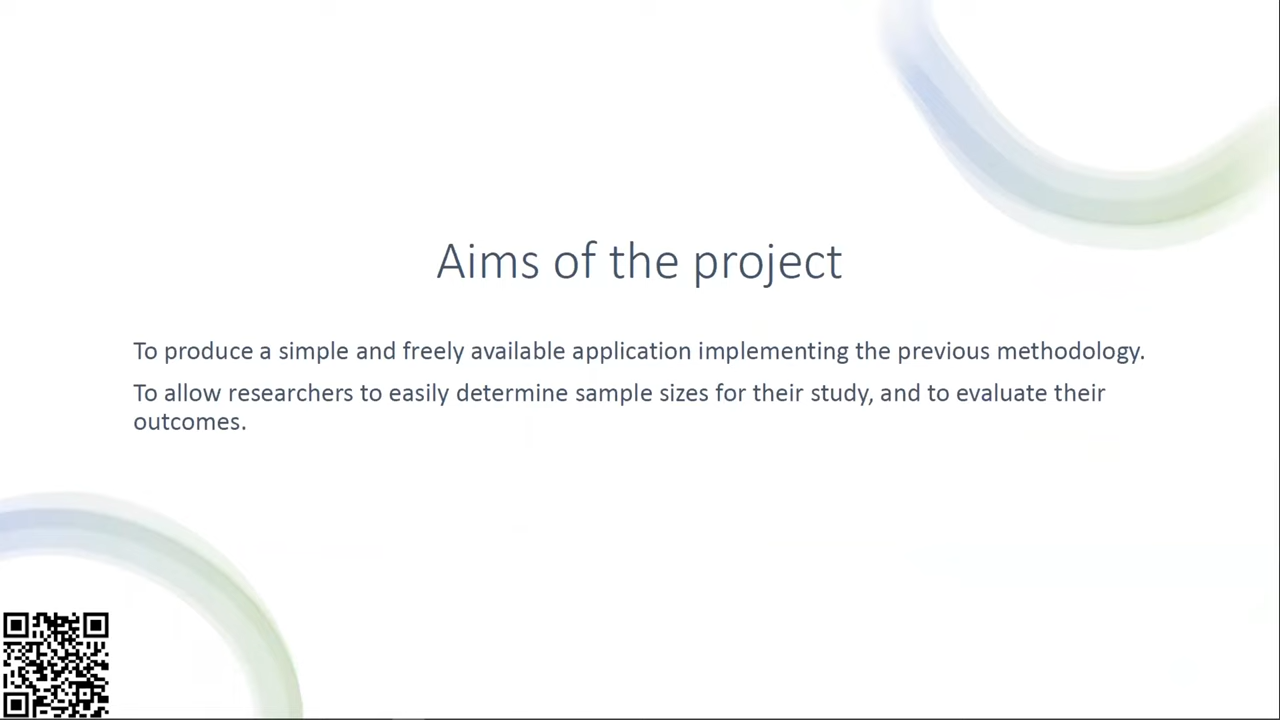 Aims of the project
To produce a simple and freely available application implementing the previous methodology.
To allow researchers to easily determine sample sizes for their study, and to evaluate their
outcomes.